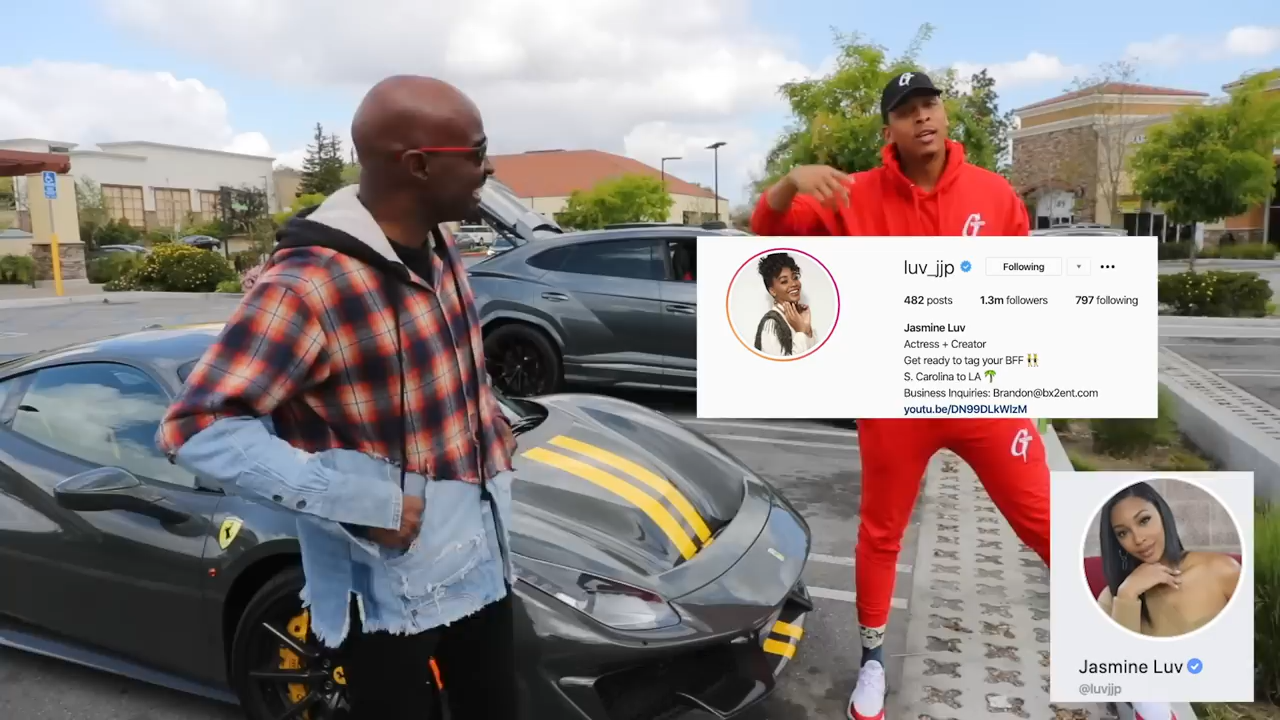 luv_jjp Following
482 posts 1.3m followers 797 following
Jasmine Luv
Actress + Creator
Get ready to tag your BFF 👯
S. Carolina to LA 🌴
Business Inquiries: Brandon@bx2ent.com
youtu.be/DN99DLkWlzM
Jasmine Luv
@luvjjp